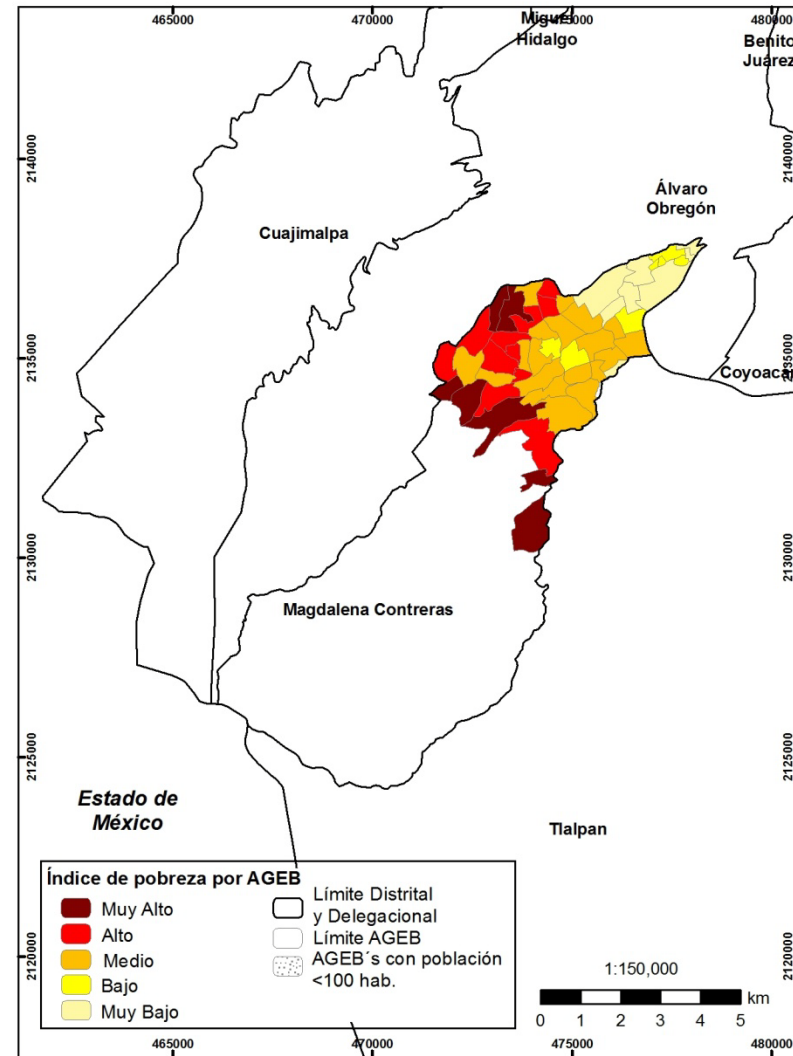 465000 470000 475000 480000
Miguel
Hidalgo
Benito
Juárez
2140000 2140000
Álvaro
Obregón
Cuajimalpa
2135000 2135000
Coyoacán
2130000 2130000
Magdalena Contreras
2125000 2125000
Estado de
México
Tlalpan
Índice de pobreza por AGEB
Muy Alto
Alto
Medio
Bajo
Muy Bajo
Límite Distrital
y Delegacional
Límite AGEB
AGEB´s con población
<100 hab.
2120000 2120000
1:150,000
km
0 1 2 3 4 5
465000 470000 475000 480000